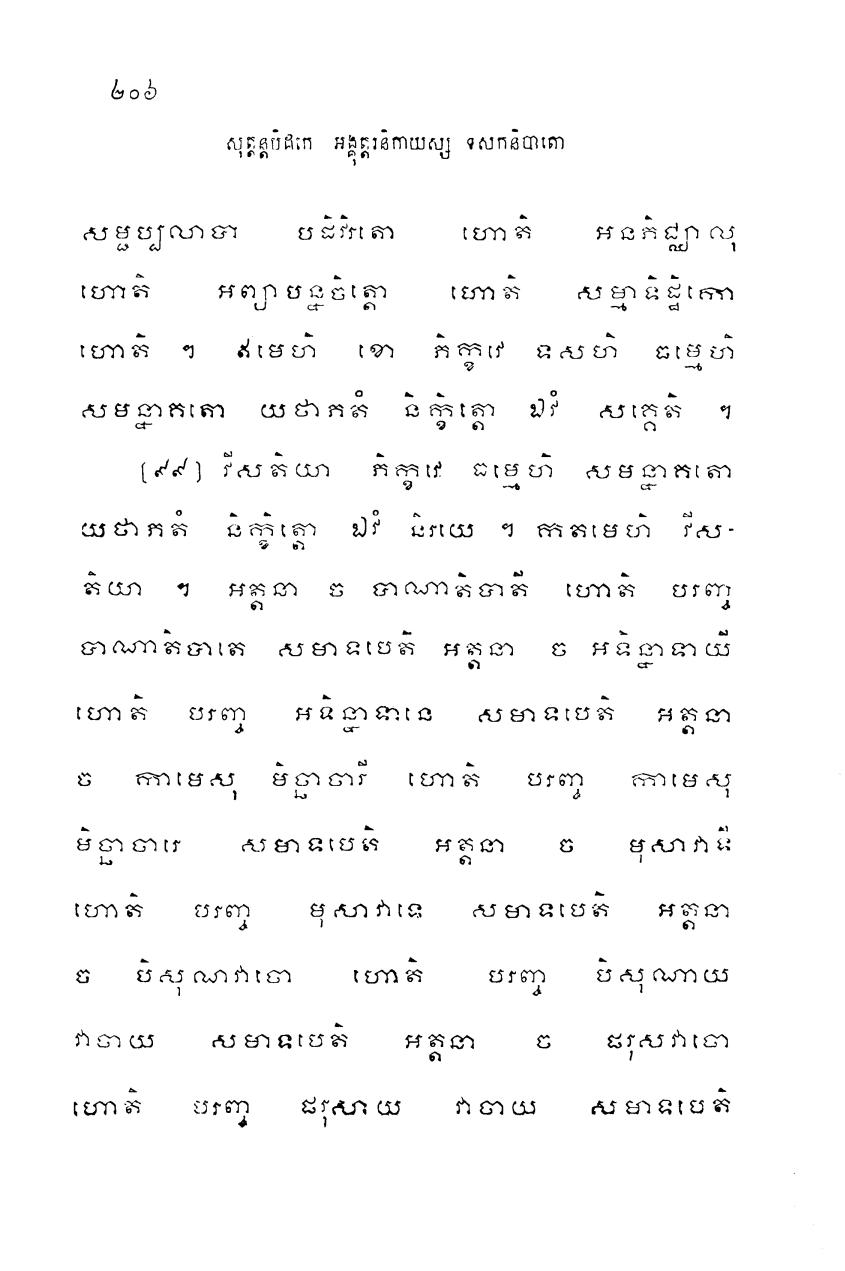 ២០៦
សុត្តន្តបិដកេ អង្គុត្តរនិកាយស្ស ទសកនិបាតោ
សម្ផប្បលាបា បដិវិរតោ ហោតិ អនភិជ្ឈាលុ
ហោតិ អព្យាបន្នចិត្តោ ហោតិ សម្មាទិដ្ឋិកោ
ហោតិ ។ ឥមេហិ ខោ ភិក្ខវេ ទសហិ ធម្មេហិ
សមន្នាគតោ យថាភតំ និក្ខិត្តោ ឯវំ សគ្គេតិ ។
[៩៩] វីសតិយា ភិក្ខវេ ធម្មេហិ សមន្នាគតោ
យថាភតំ និក្ខិត្តោ ឯវំ និរយេ ។ កតមេហិ វីស-
តិយា ។ អត្តនា ច បាណាតិបាតី ហោតិ បរញ្ច
បាណាតិបាតេ សមាទបេតិ អត្តនា ច អទិន្នាទាយី
ហោតិ បរញ្ច អទិន្នាទានេ សមាទបេតិ អត្តនា
ច កាមេសុ មិច្ឆាចារី ហោតិ បរញ្ច កាមេសុ
មិច្ឆាចារេ សមាទបេតិ អត្តនា ច មុសាវាទី
ហោតិ បរញ្ច មុសាវាទេ សមាទបេតិ អត្តនា
ច បិសុណវាចោ ហោតិ បរញ្ច បិសុណាយ
វាចាយ សមាទបេតិ អត្តនា ច ផរុសវាចោ
ហោតិ បរញ្ច ផរុសាយ វាចាយ សមាទបេតិ